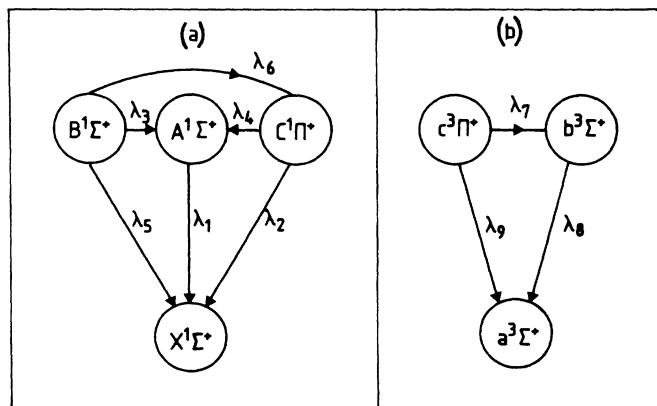 (a)
λ₆
B¹Σ⁺ λ₃ A¹Σ⁺ λ₄ C¹Π⁺
λ₅ λ₁ λ₂
X¹Σ⁺
(b)
c³Π⁺ λ₇ b³Σ⁺
λ₉ λ₈
a³Σ⁺